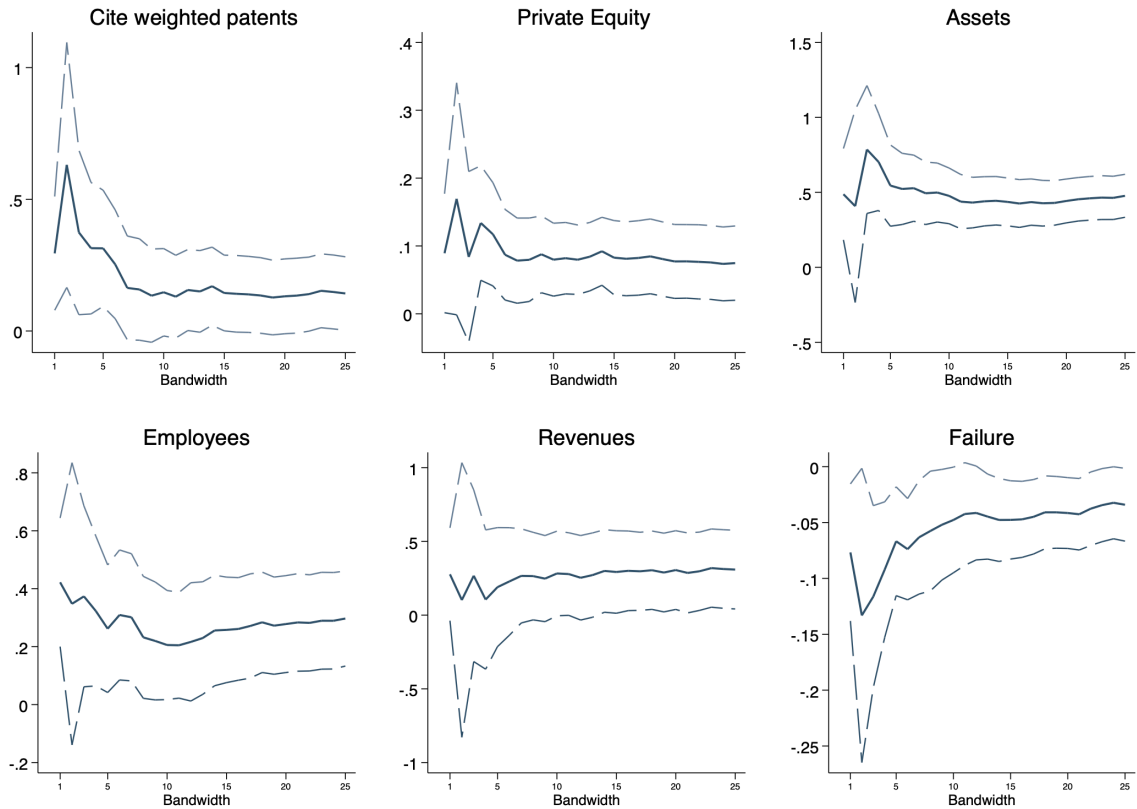 Cite weighted patents
1
.5
0
1 5 10 15 20 25
Bandwidth
Private Equity
.4
.3
.2
.1
0
1 5 10 15 20 25
Bandwidth
Assets
1.5
1
.5
0
-.5
1 5 10 15 20 25
Bandwidth
Employees
.8
.6
.4
.2
0
-.2
1 5 10 15 20 25
Bandwidth
Revenues
1
.5
0
-.5
-1
1 5 10 15 20 25
Bandwidth
Failure
0
-.05
-.1
-.15
-.2
-.25
1 5 10 15 20 25
Bandwidth